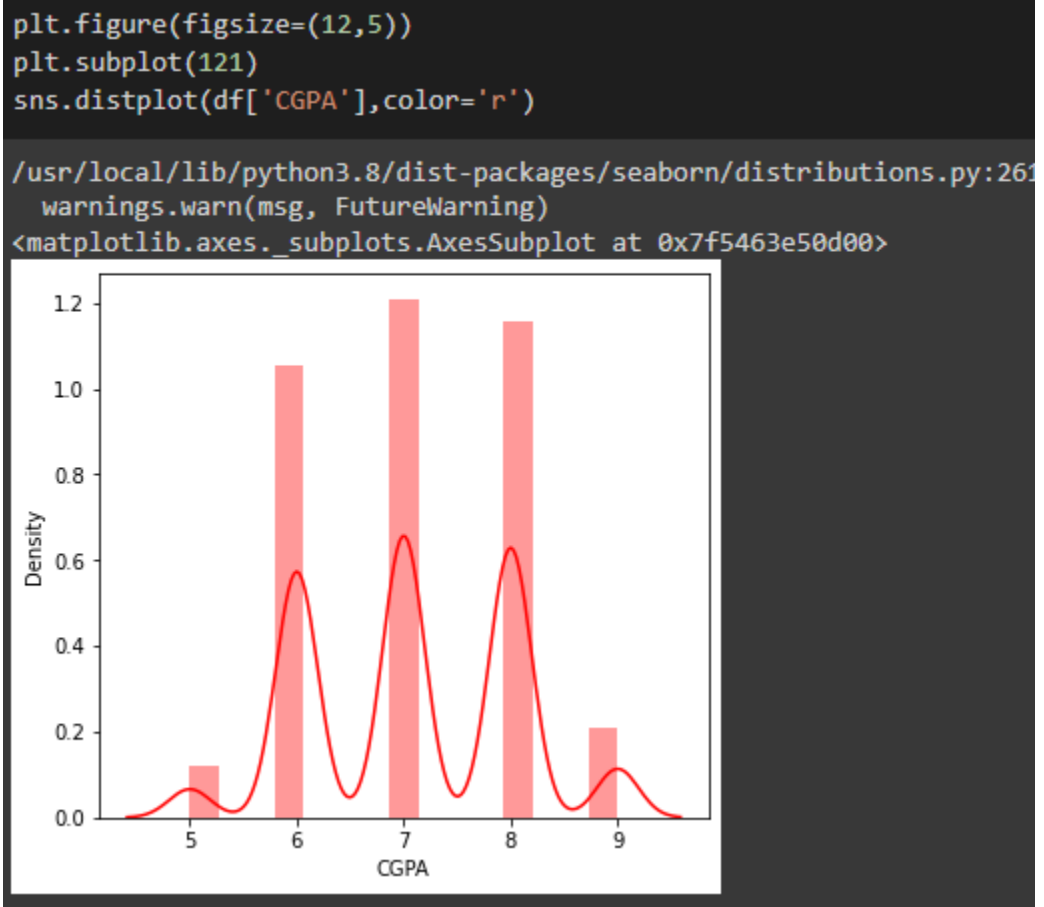 plt.figure(figsize=(12,5))
plt.subplot(121)
sns.distplot(df['CGPA'],color='r')
/usr/local/lib/python3.8/dist-packages/seaborn/distributions.py:261
warnings.warn(msg, FutureWarning)
<matplotlib.axes._subplots.AxesSubplot at 0x7f5463e50d00>
1.2
1.0
0.8
0.6
0.4
0.2
0.0
Density
5 6 7 8 9
CGPA